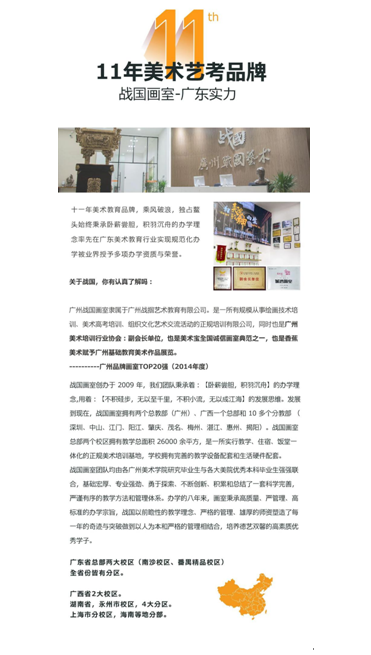 11th
11年美术艺考品牌
战国画室-广东实力
战国
廣州戰國藝术
十一年美术教育品牌，乘风破浪，独占鳌
头始终秉承卧薪尝胆，积羽沉舟的办学理
念率先在广东美术教育行业实现规范化办
学被业界授予多项办学资质与荣誉。
关于战国，你有认真了解吗：
广州战国画室隶属于广州战掴艺术教育有限公司。是一所有规模从事绘画技术培
训、美术高考培训、组织文化艺术交流活动的正规培训有限公司，同时也是广州
美术培训行业协会：副会长单位，也是美术宝全国诚信画室典范之一，也是香蕉
美术赋予广州基础教育美术作品展览。
----------广州品牌画室TOP20强（2014年度）
战国画室创办于 2009 年，我们团队秉承着：【卧薪尝胆，积羽沉舟】的办学理
念,用着：【不积硅步，无以至千里，不积小流，无以成江海】的发展思维。发展
到现在，战国画室拥有两个总教部（广州）、广西一个总部和 10 多个分教部（
深圳、中山、江门、阳江、肇庆、茂名、梅州、湛江、惠州、揭阳）。战国画室
总部两个校区拥有教学总面积 26000 余平方，是一所实行教学、住宿、饭堂一
体化的正规美术培训基地，学校拥有完善的教学设备配套和生活硬件配套。
战国画室团队均由各广州美术学院研究毕业生与各大美院优秀本科毕业生强强联
合，基础宏厚、专业强劲、勇于探索、不断创新、积累和总结了一套科学完善，
严谨有序的教学方法和管理体系。办学的八年来，画室秉承高质量、严管理、高
标准的办学宗旨，战国以前瞻性的教学理念、严格的管理、雄厚的师资塑造了每
一年的奇迹与突破做到以人为本和严格的管理相结合，培养德艺双馨的高素质优
秀学子。
广东省总部两大校区（南沙校区、番禺精品校区）
全省份皆有分区。
广西省2大校区。
湖南省，永州市校区，4大分区。
上海市分校区，海南等地分部。